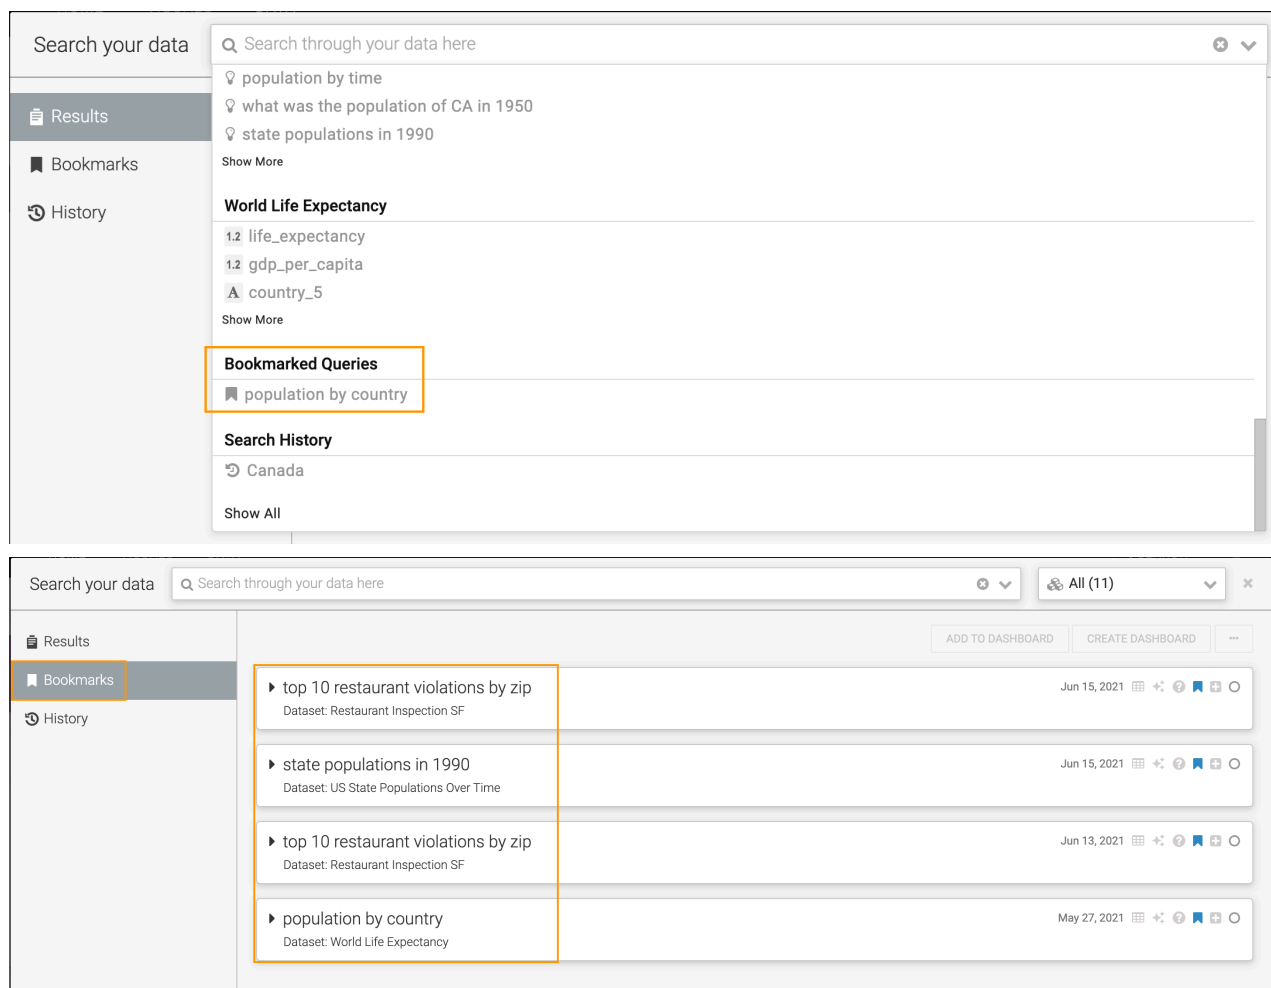 Search your data
Search through your data here
Results
Bookmarks
History
population by time
what was the population of CA in 1950
state populations in 1990
Show More
World Life Expectancy
1.2 life_expectancy
1.2 gdp_per_capita
A country_5
Show More
Bookmarked Queries
population by country
Search History
Canada
Show All
Search your data
Search through your data here
All (11)
Results
Bookmarks
History
ADD TO DASHBOARD
CREATE DASHBOARD
top 10 restaurant violations by zip
Jun 15, 2021
Dataset: Restaurant Inspection SF
state populations in 1990
Jun 15, 2021
Dataset: US State Populations Over Time
top 10 restaurant violations by zip
Jun 13, 2021
Dataset: Restaurant Inspection SF
population by country
May 27, 2021
Dataset: World Life Expectancy